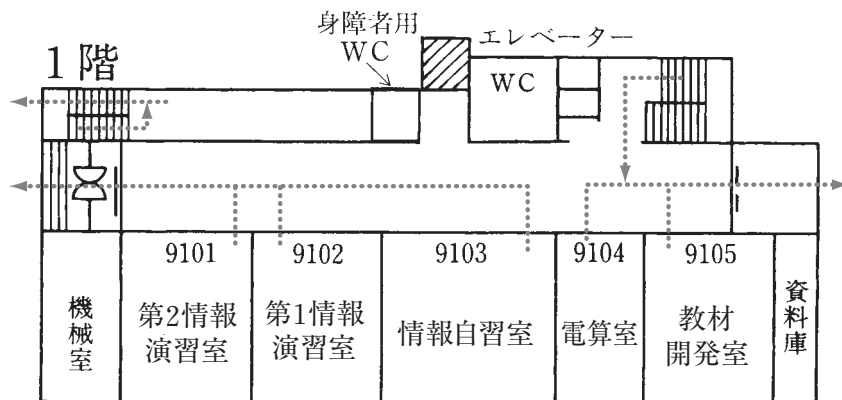 身障者用
WC
エレベーター
1階
WC
9101
9102
9103
9104
9105
機械室
第2情報
演習室
第1情報
演習室
情報自習室
電算室
教材
開発室
資料庫